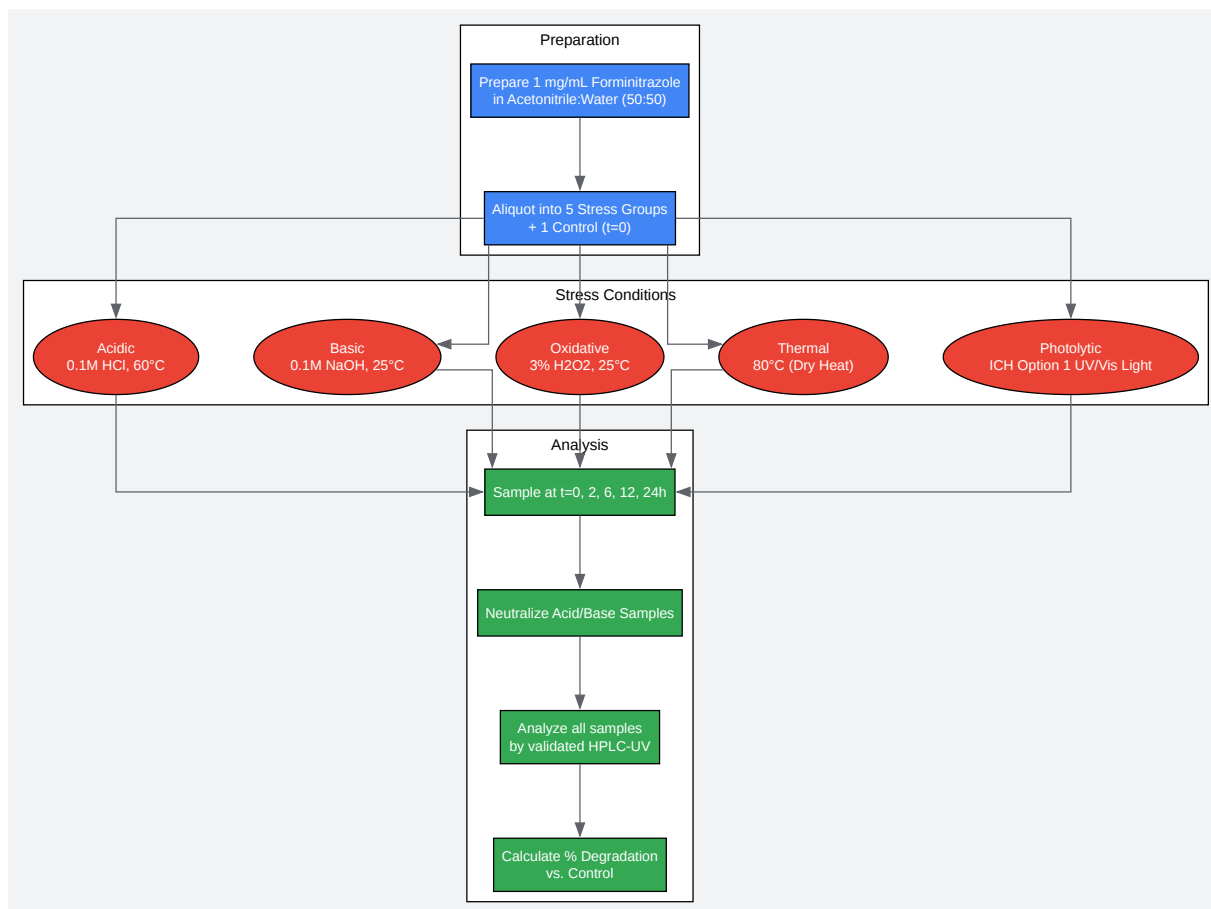 Preparation
Prepare 1 mg/mL Forminitrazole
in Acetonitrile:Water (50:50)
Aliquot into 5 Stress Groups
+ 1 Control (t=0)
Stress Conditions
Acidic
0.1M HCl, 60°C
Basic
0.1M NaOH, 25°C
Oxidative
3% H2O2, 25°C
Thermal
80°C (Dry Heat)
Photolytic
ICH Option 1 UV/Vis Light
Analysis
Sample at t=0, 2, 6, 12, 24h
Neutralize Acid/Base Samples
Analyze all samples
by validated HPLC-UV
Calculate % Degradation
vs. Control